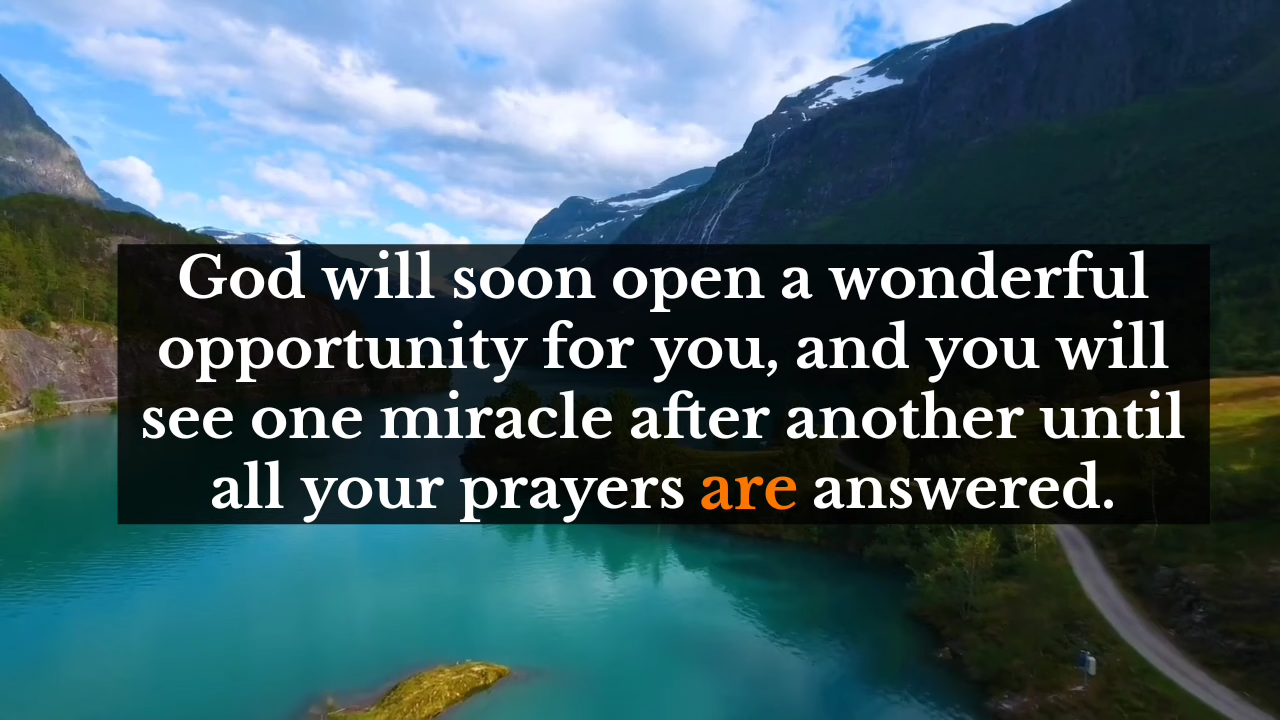 God will soon open a wonderful
opportunity for you, and you will
see one miracle after another until
all your prayers are answered.